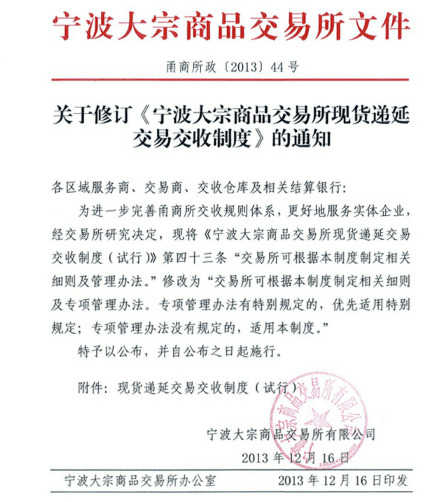 宁波大宗商品交易所文件
甬商所政〔2013〕44 号
关于修订《宁波大宗商品交易所现货递延
交易交收制度》的通知
各区域服务商、交易商、交收仓库及相关结算银行：
为进一步完善甬商所交收规则体系，更好地服务实体企业，
经交易所研究决定，现将《宁波大宗商品交易所现货递延交易
交收制度（试行）》第四十三条“交易所可根据本制度制定相关
细则及管理办法。”修改为“交易所可根据本制度制定相关细则
及专项管理办法。专项管理办法有特别规定的，优先适用特别
规定；专项管理办法没有规定的，适用本制度。”
特予以公布，并自公布之日起施行。
附件：现货递延交易交收制度（试行）
宁波大宗商品交易所有限公司
2013 年 12 月 16 日
宁波大宗商品交易所办公室 2013 年 12 月 16 日印发